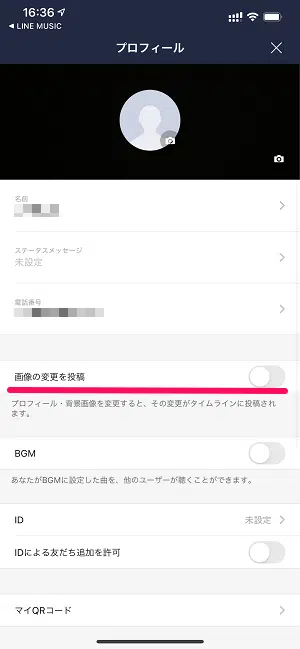 16:36
LINE MUSIC
プロフィール
名前
ステータスメッセージ
未設定
電話番号
画像の変更を投稿
プロフィール・背景画像を変更すると、その変更がタイムラインに投稿され
ます。
BGM
あなたがBGMに設定した曲を、他のユーザーが聴くことができます。
ID 未設定
IDによる友だち追加を許可
マイQRコード